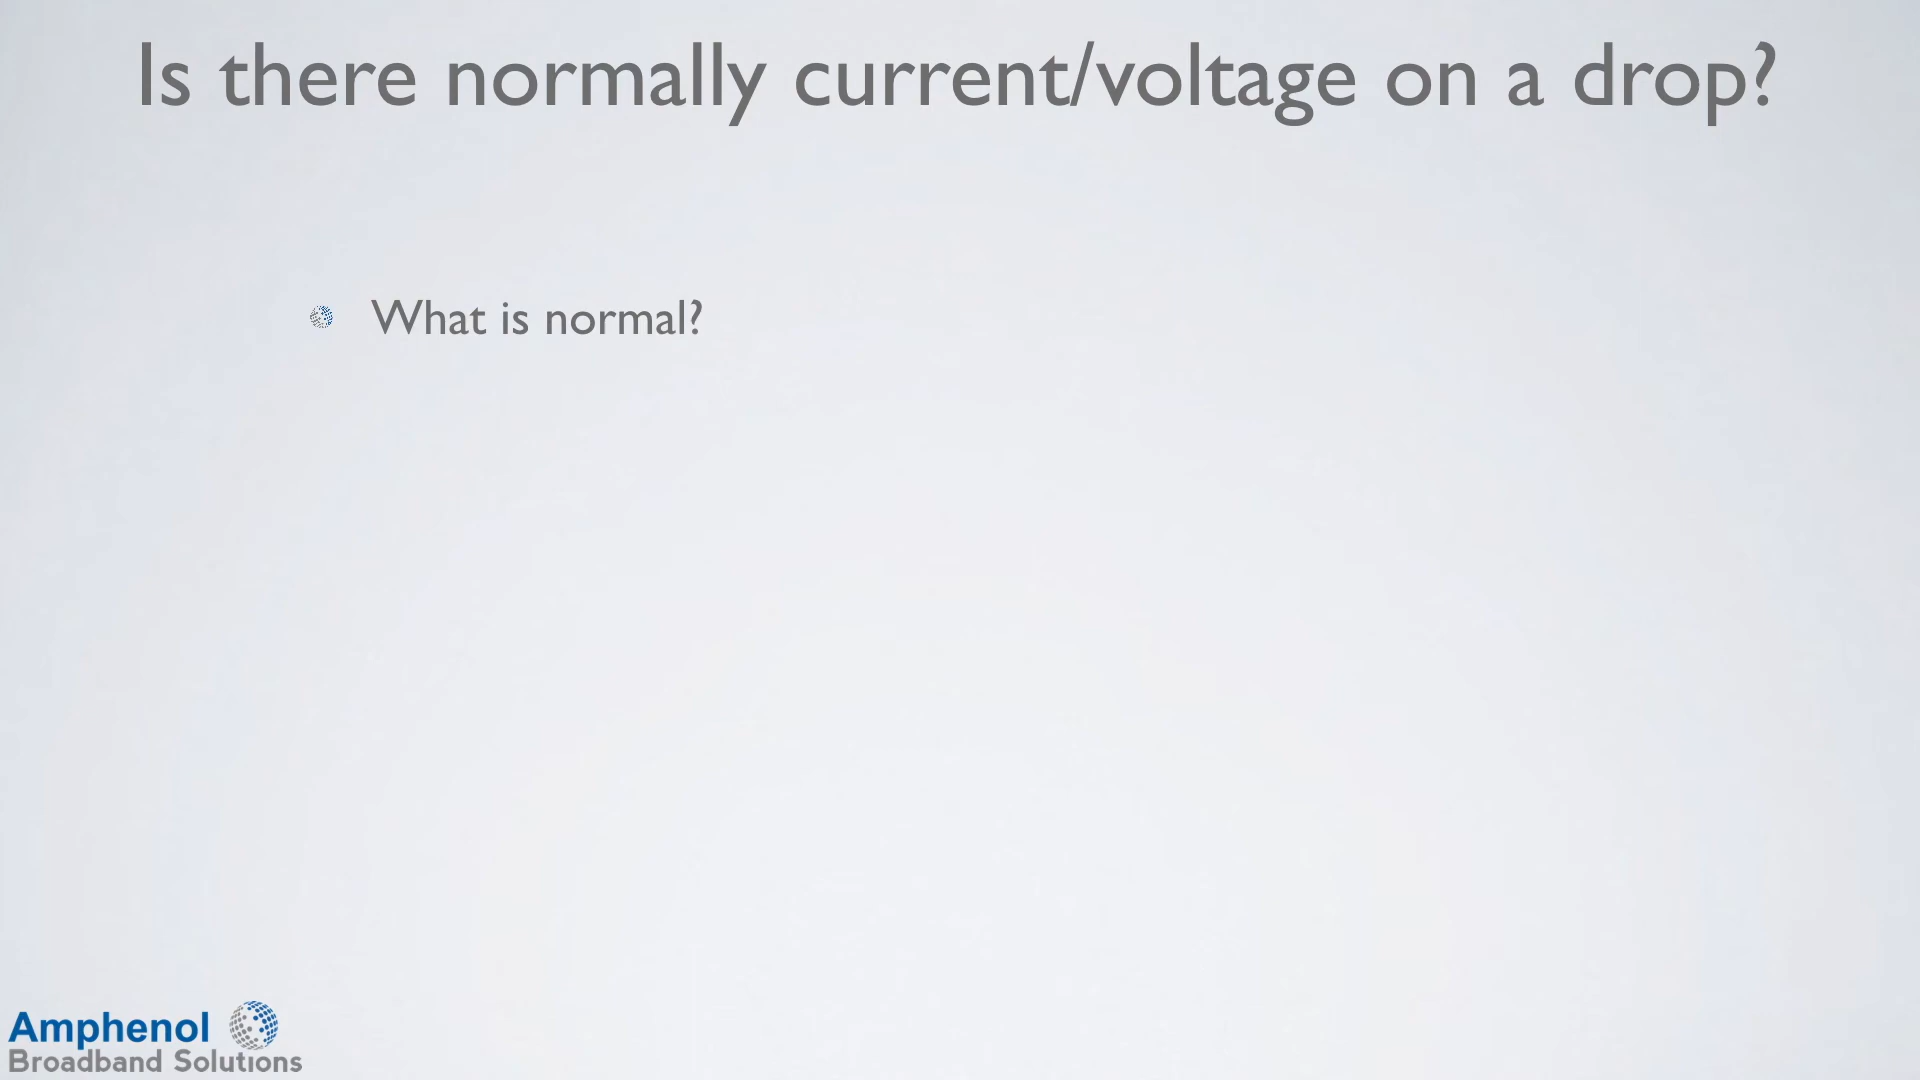 Is there normally current/voltage on a drop?
What is normal?
Amphenol
Broadband Solutions